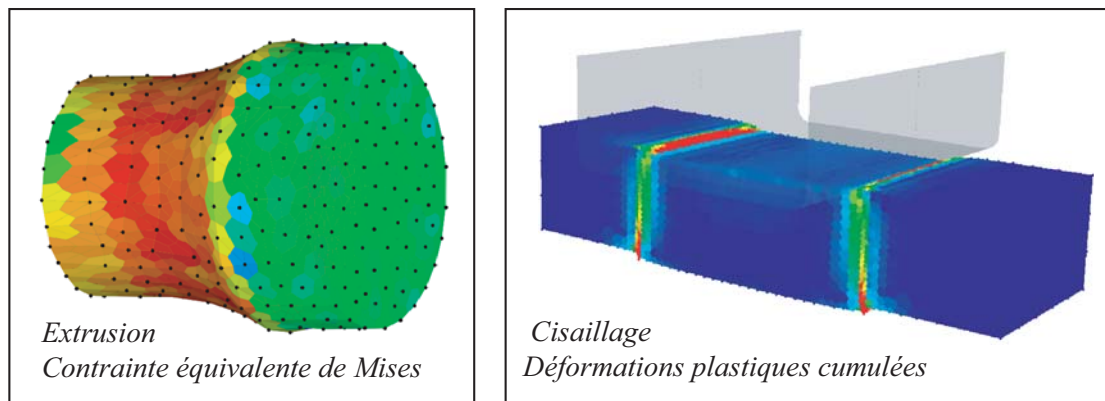 Extrusion
Contrainte équivalente de Mises
Cisaillage
Déformations plastiques cumulées